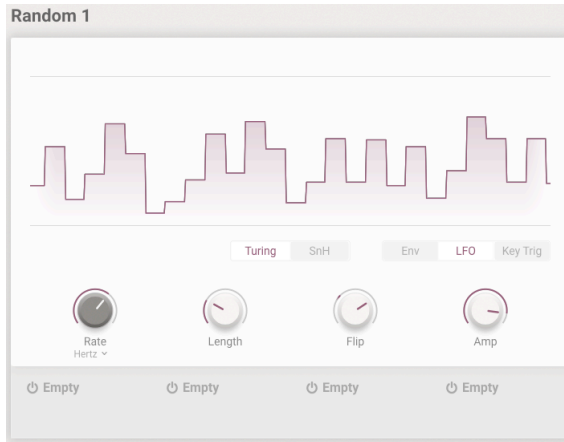 Random 1
Turing SnH Env LFO Key Trig
Rate Length Flip Amp
Hertz
Empty Empty Empty Empty